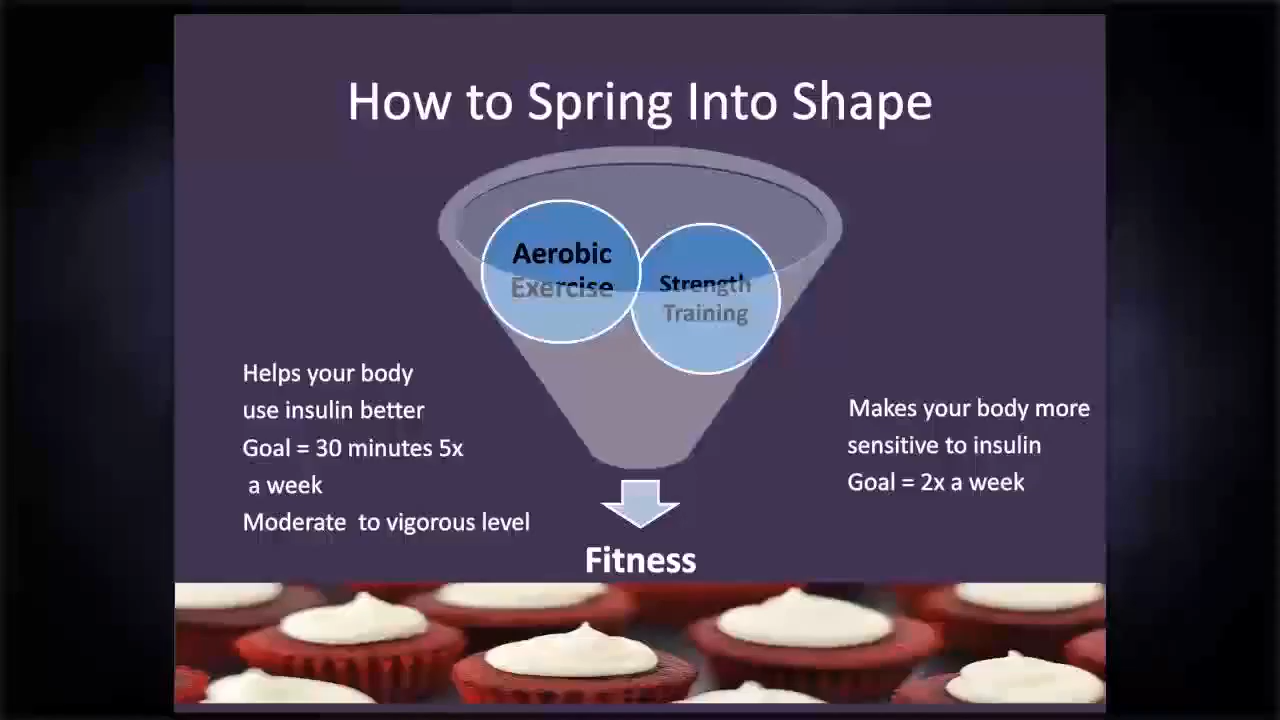 How to Spring Into Shape
Aerobic
Exercise
Strength
Training
Helps your body
use insulin better
Goal = 30 minutes 5x
a week
Moderate  to vigorous level
Makes your body more
sensitive to insulin
Goal = 2x a week
Fitness